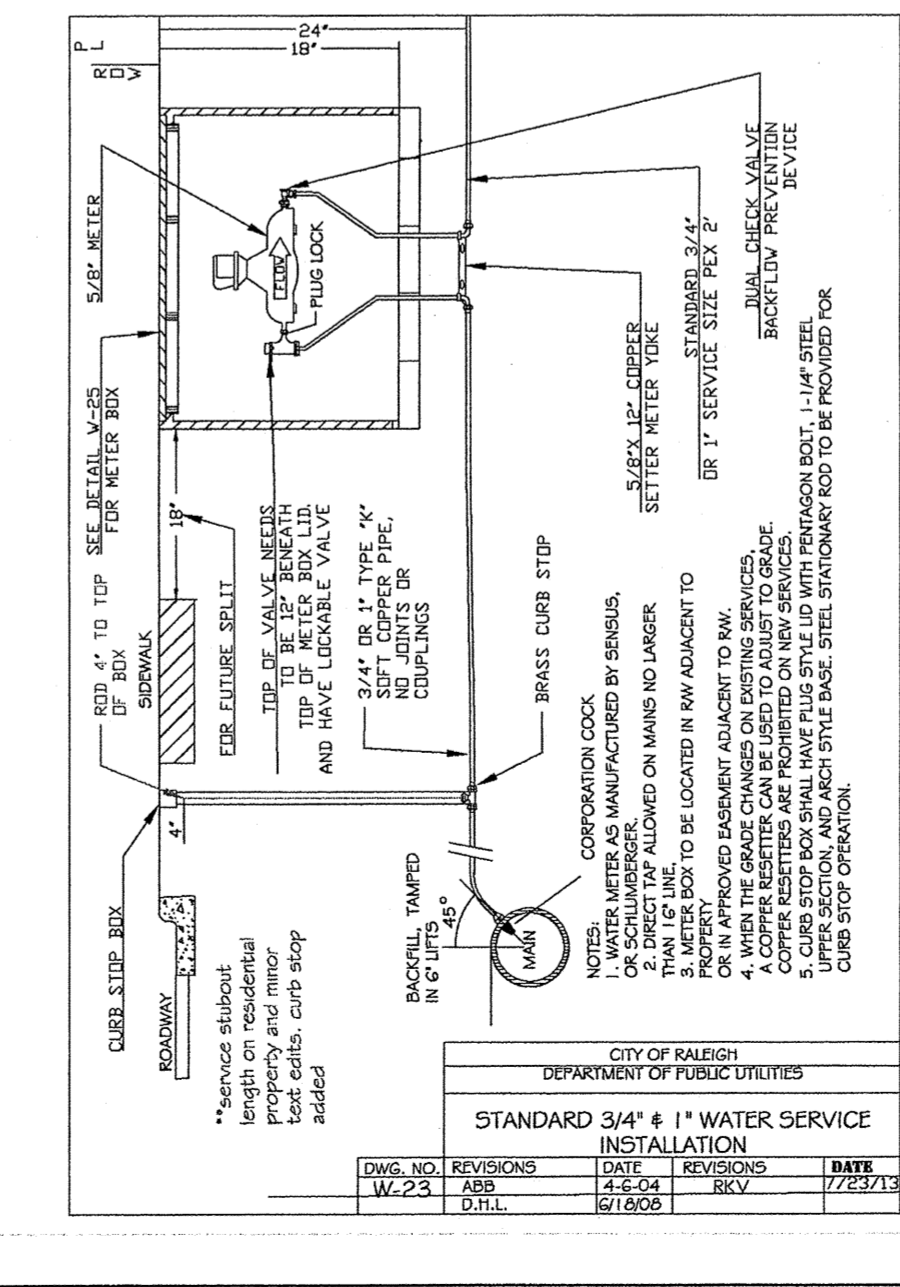 24"
18"
P L
ROW
5/8" METER
SEE DETAIL W-25
FOR METER BOX
ROD 4" TO TOP
OF BOX
SIDEWALK
18"
FOR FUTURE SPLIT
PLUG LOCK
FLOW
TOP OF VALVE NEEDS
TO BE 12" BENEATH
TOP OF METER BOX LID.
AND HAVE LOCKABLE VALVE
3/4" OR 1" TYPE "K"
SOFT COPPER PIPE,
NO JOINTS OR
COUPLINGS
CURB STOP BOX
4"
ROADWAY
**service stubout
length on residential
property and minor
text edits. curb stop
added
BACKFILL, TAMPED
IN 6" LIFTS
45°
MAIN
CORPORATION COCK
BRASS CURB STOP
5/8"X 12" COPPER
SETTER METER YOKE
STANDARD 3/4"
OR 1" SERVICE SIZE PEX 2'
DUAL CHECK VALVE
BACKFLOW PREVENTION
DEVICE
NOTES:
1. WATER METER AS MANUFACTURED BY SENSUS,
OR SCHLUMBERGER.
2. DIRECT TAP ALLOWED ON MAINS NO LARGER
THAN 16" LINE,
3. METER BOX TO BE LOCATED IN R/W ADJACENT TO
PROPERTY
OR IN APPROVED EASEMENT ADJACENT TO R/W.
4. WHEN THE GRADE CHANGES ON EXISTING SERVICES,
A COPPER RESETTER CAN BE USED TO ADJUST TO GRADE.
COPPER RESETTERS ARE PROHIBITED ON NEW SERVICES.
5. CURB STOP BOX SHALL HAVE PLUG STYLE LID WITH PENTAGON BOLT, 1-1/4" STEEL
UPPER SECTION, AND ARCH STYLE BASE. STEEL STATIONARY ROD TO BE PROVIDED FOR
CURB STOP OPERATION.
CITY OF RALEIGH
DEPARTMENT OF PUBLIC UTILITIES
STANDARD 3/4" & 1" WATER SERVICE
INSTALLATION
DWG. NO. REVISIONS DATE REVISIONS DATE
W-23 ABB 4-6-04 RKV 7/23/13
D.H.L. 6/18/08